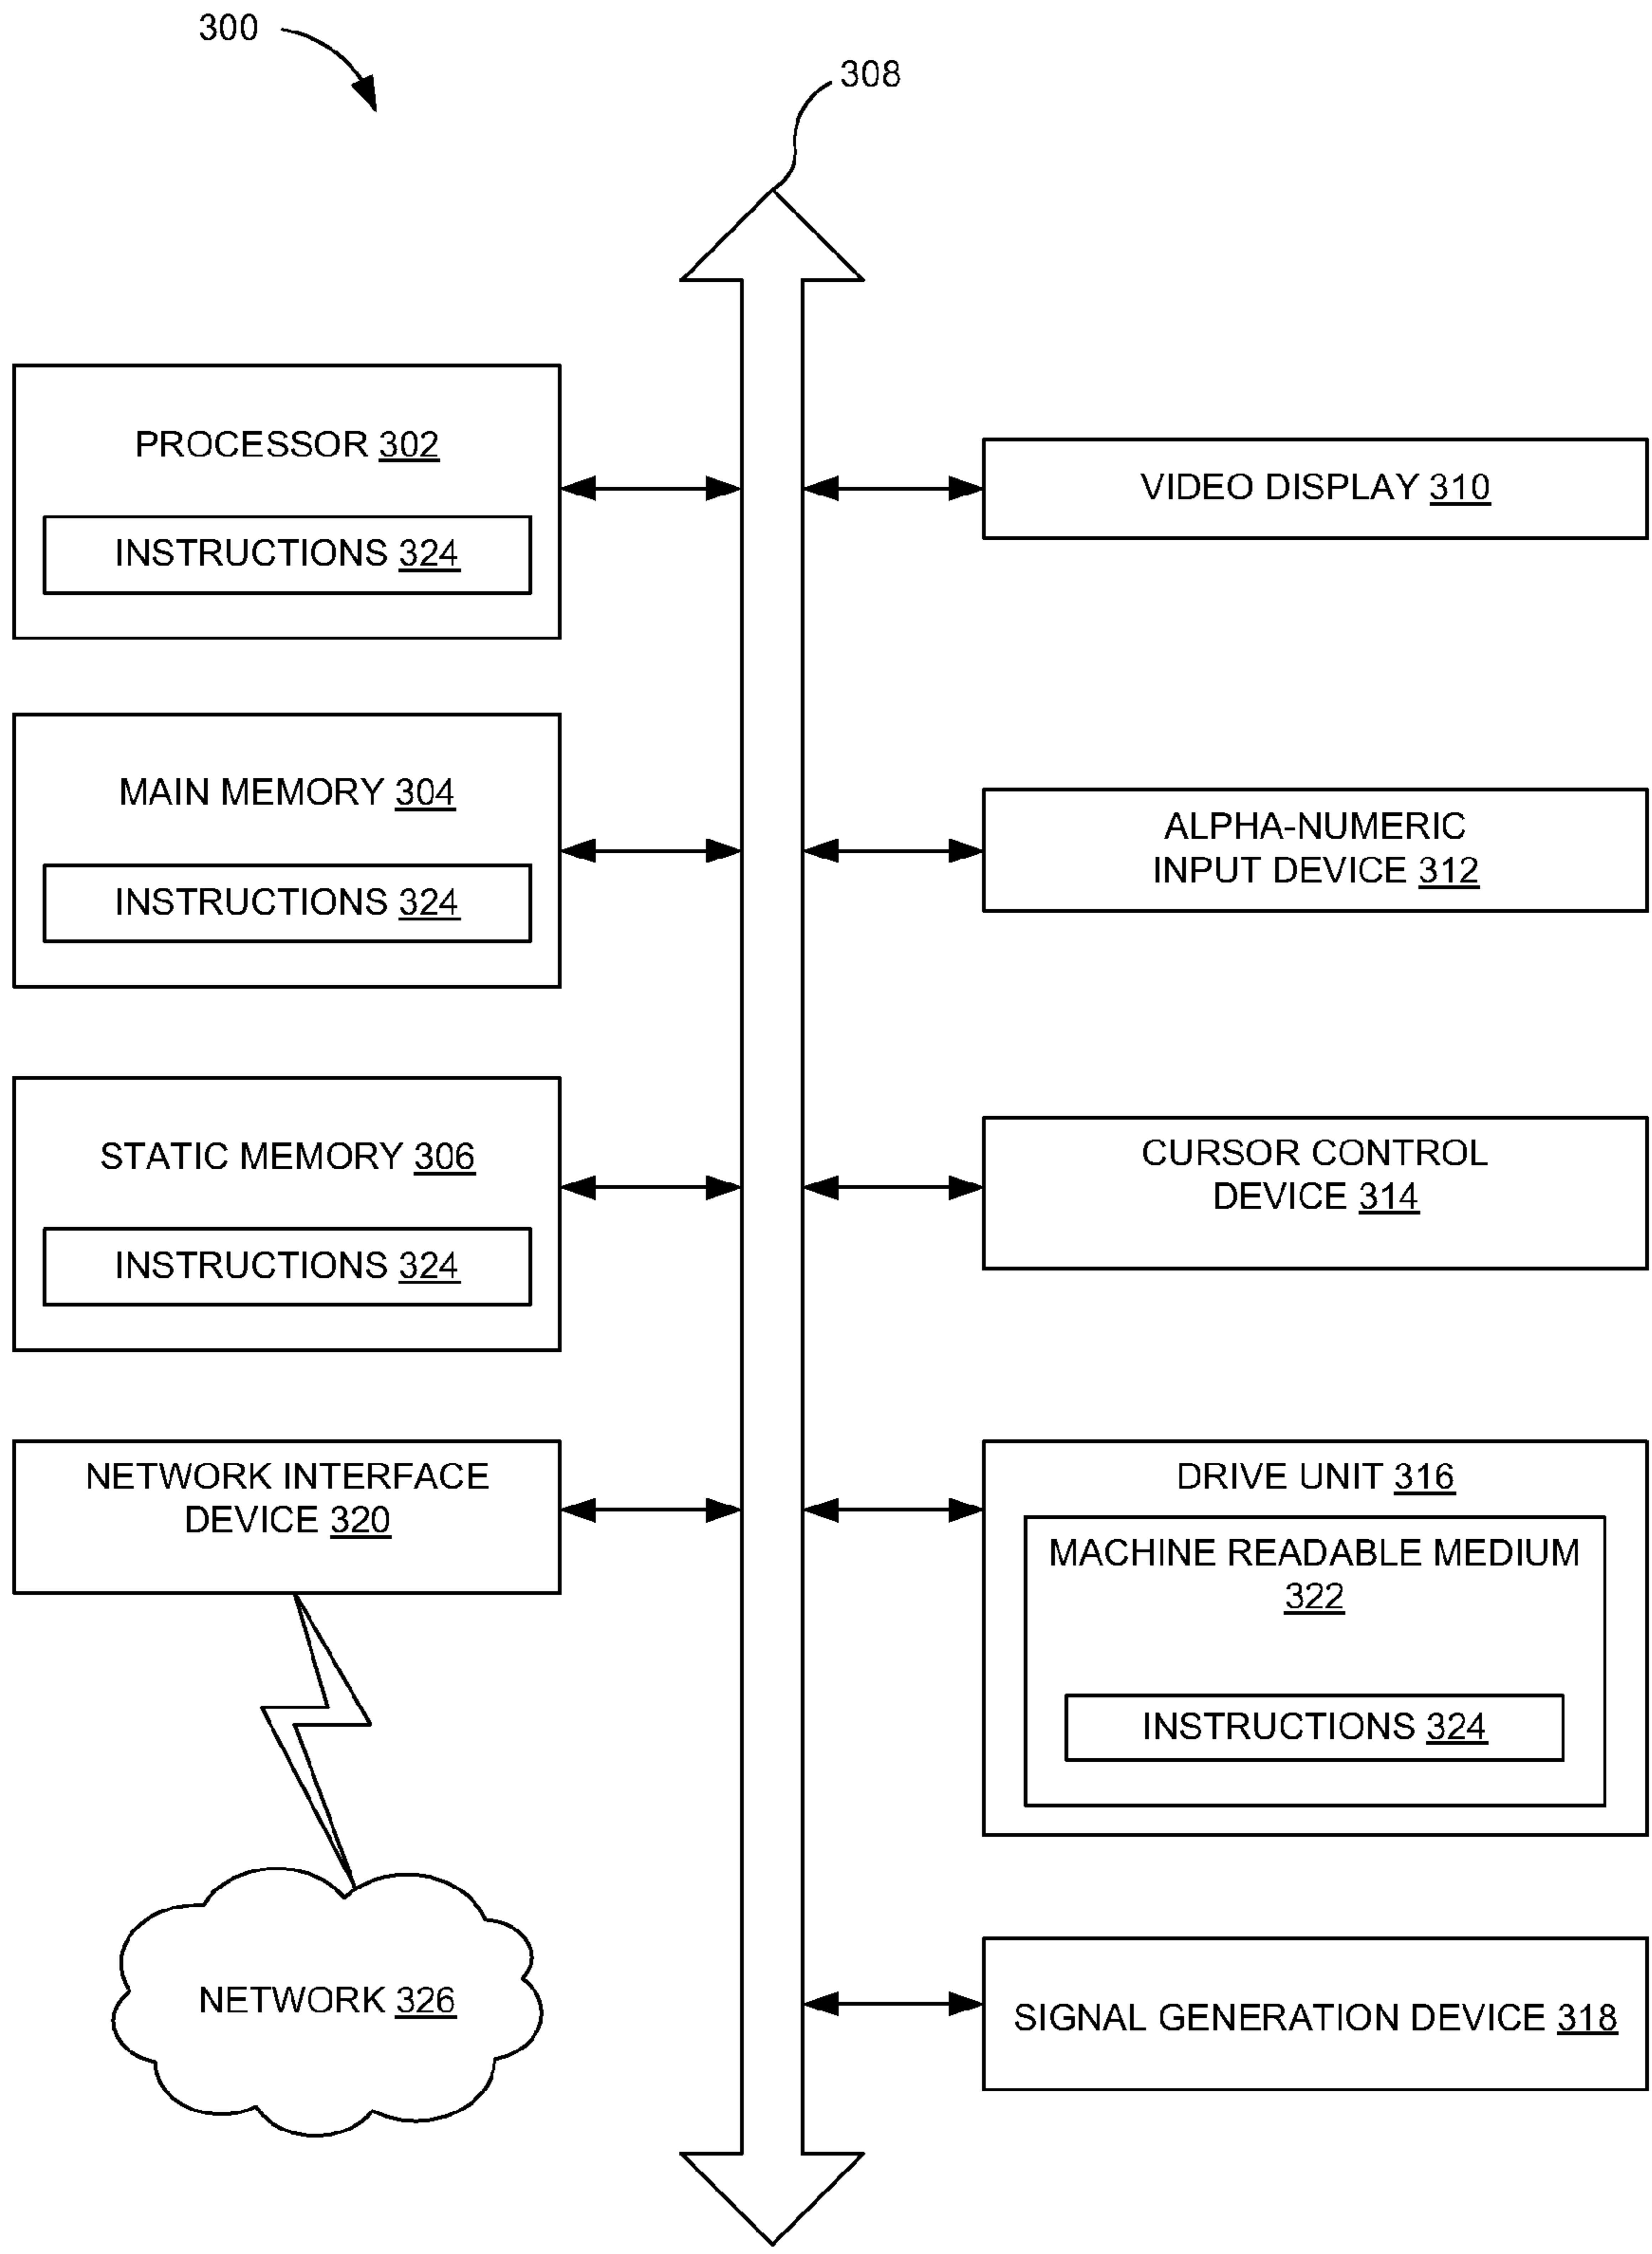 300
308
PROCESSOR 302
INSTRUCTIONS 324
MAIN MEMORY 304
INSTRUCTIONS 324
STATIC MEMORY 306
INSTRUCTIONS 324
NETWORK INTERFACE
DEVICE 320
NETWORK 326
VIDEO DISPLAY 310
ALPHA-NUMERIC
INPUT DEVICE 312
CURSOR CONTROL
DEVICE 314
DRIVE UNIT 316
MACHINE READABLE MEDIUM
322
INSTRUCTIONS 324
SIGNAL GENERATION DEVICE 318